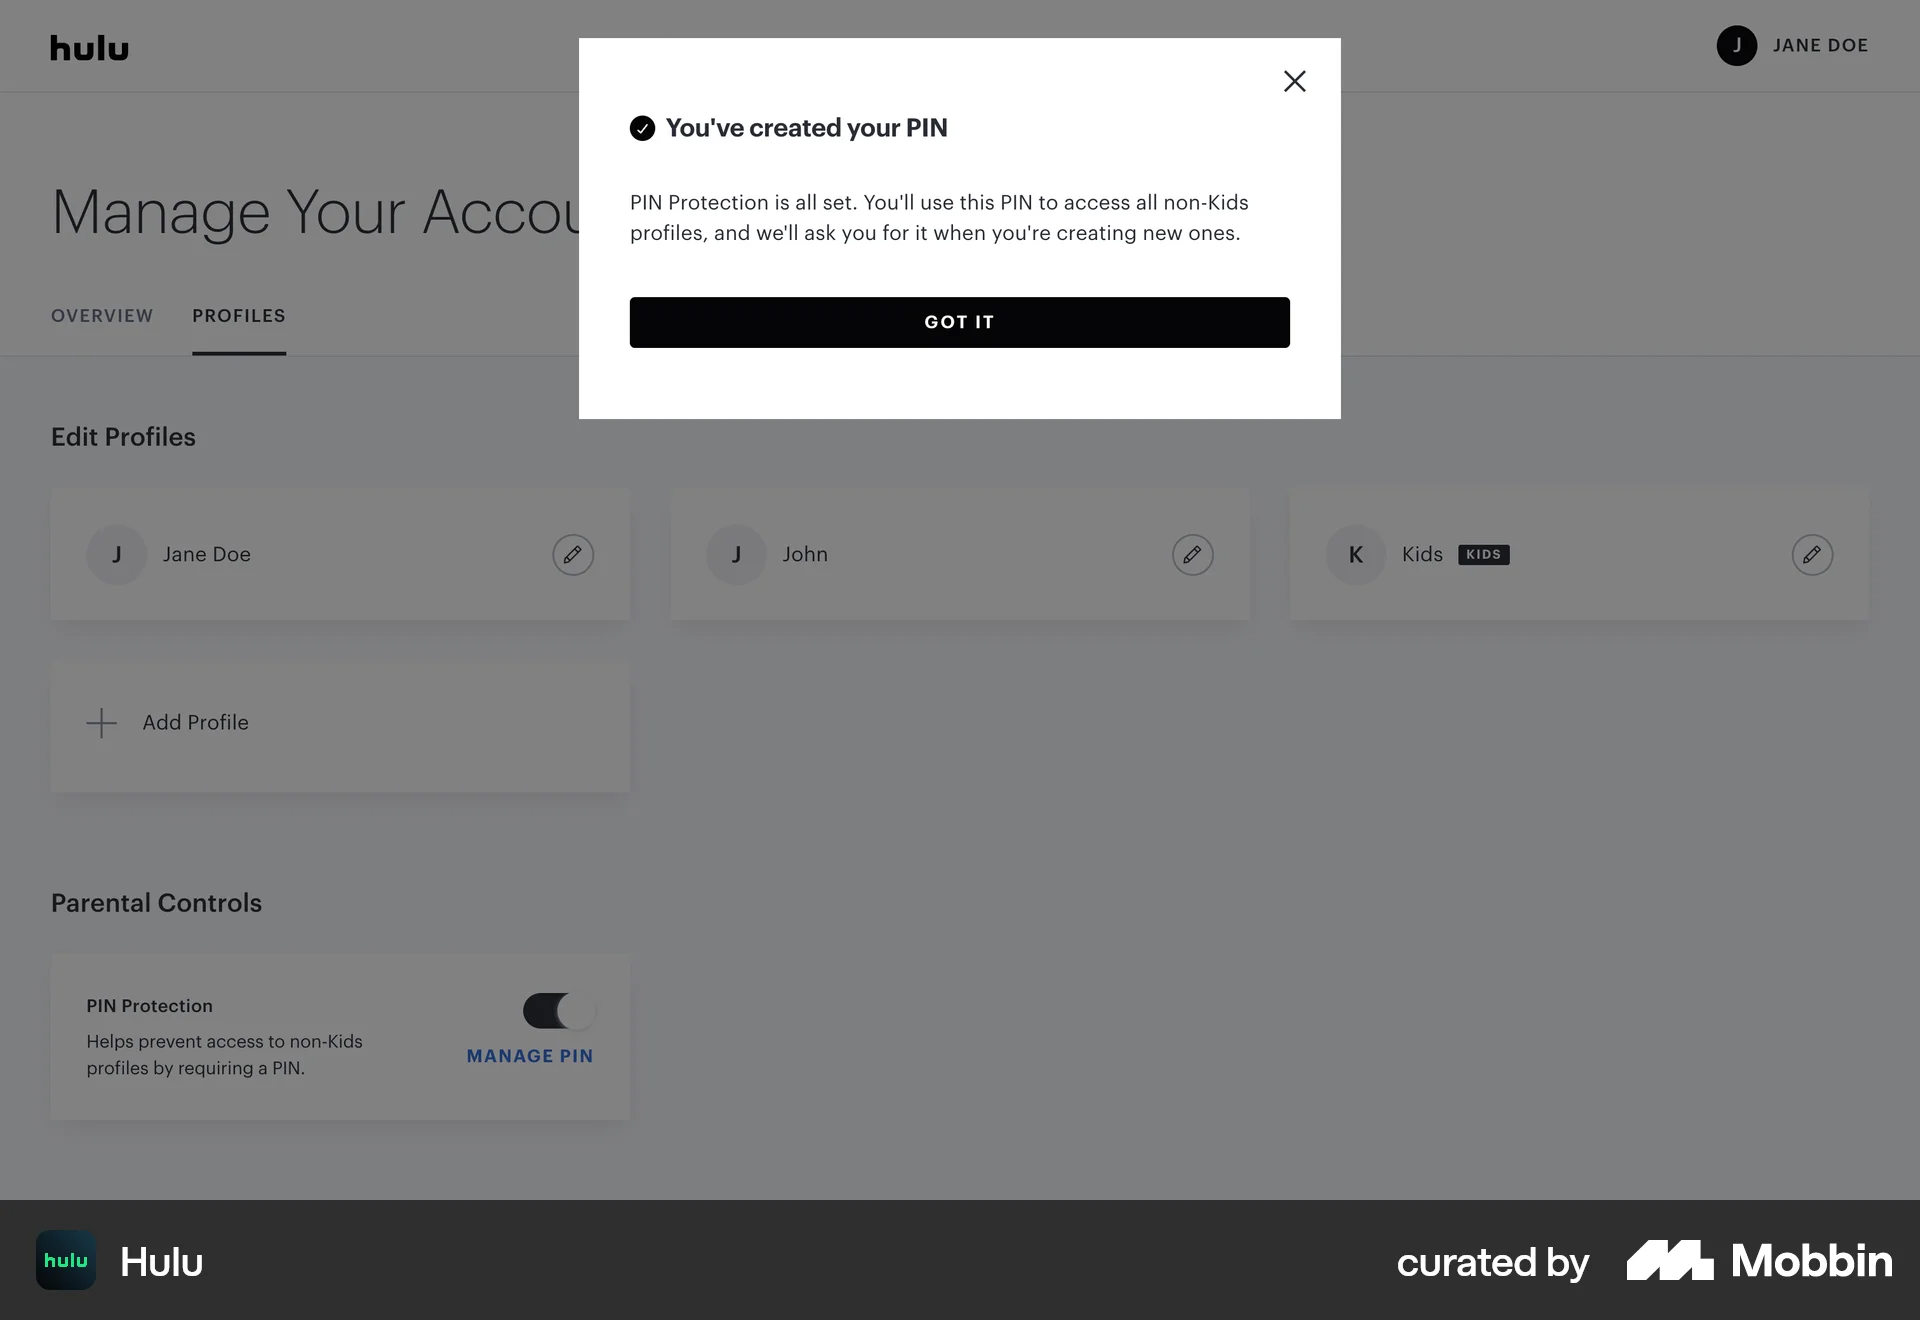 hulu
J JANE DOE
You've created your PIN
PIN Protection is all set. You'll use this PIN to access all non-Kids
profiles, and we'll ask you for it when you're creating new ones.
GOT IT
Manage Your Accou
OVERVIEW PROFILES
Edit Profiles
J Jane Doe
J John
K Kids KIDS
Add Profile
Parental Controls
PIN Protection
Helps prevent access to non-Kids
profiles by requiring a PIN.
MANAGE PIN
hulu Hulu
curated by Mobbin